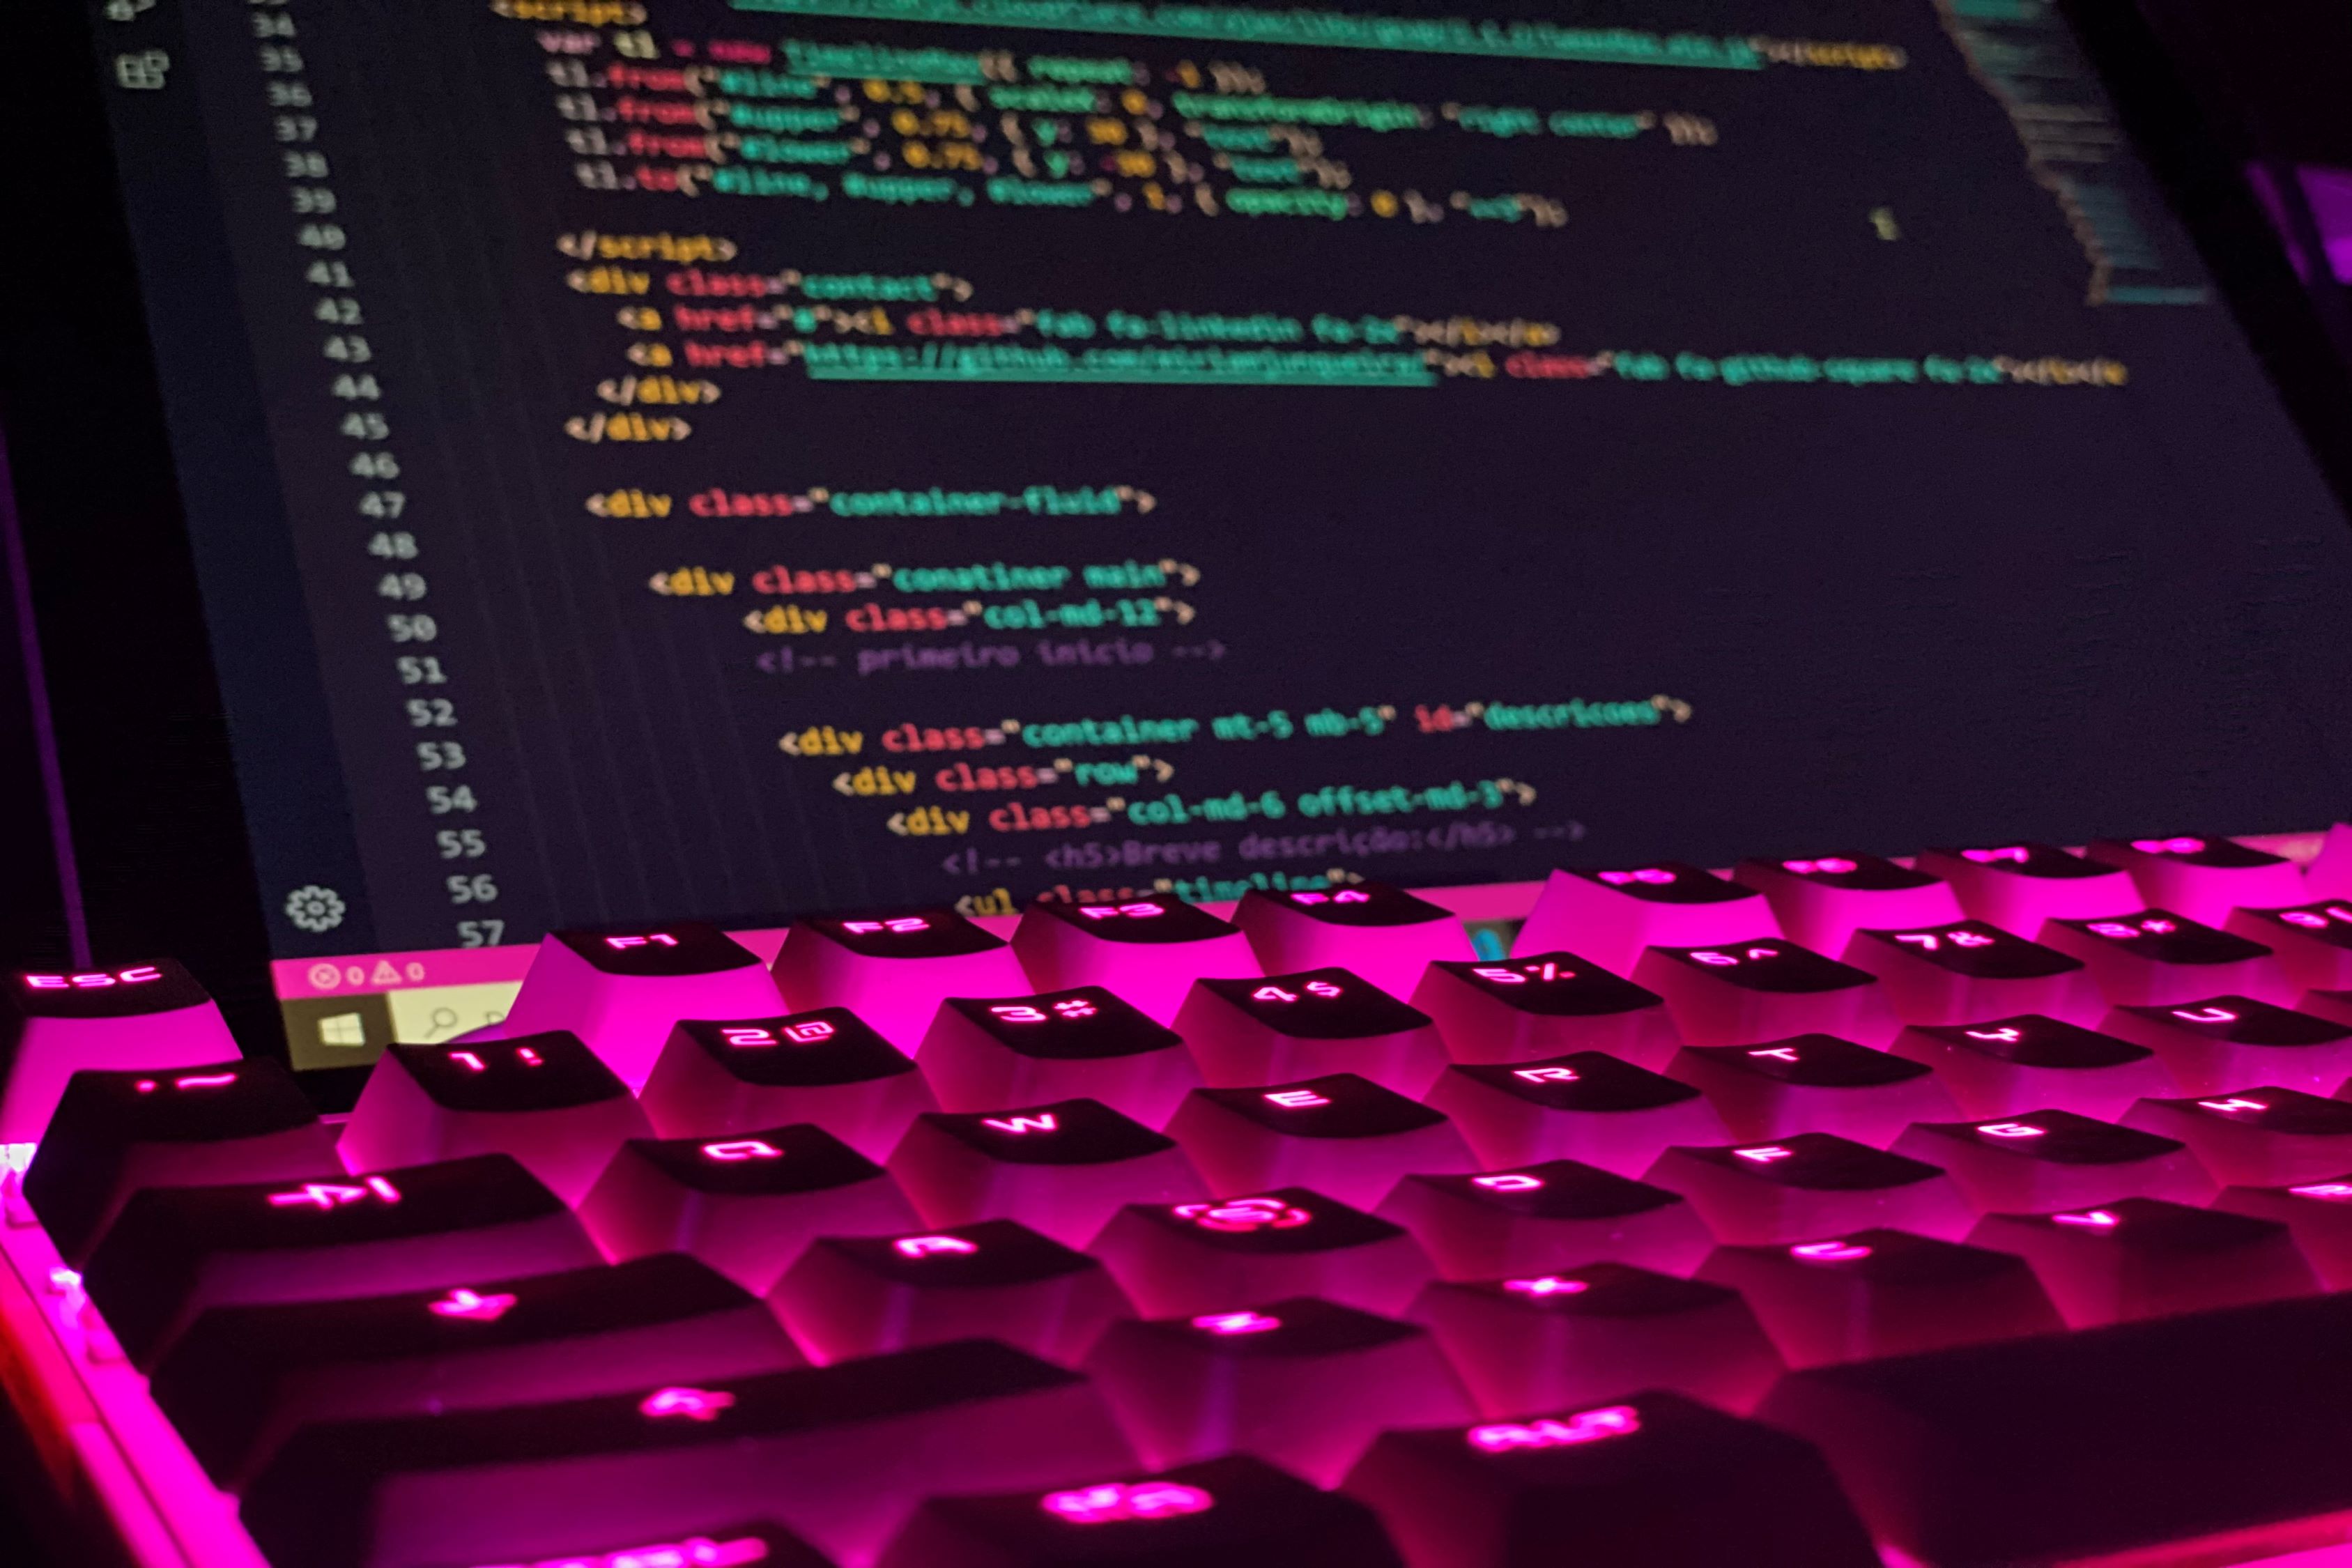 34 <script>
35 var tl = new TimelineMax({ repeat: -1 });
36 tl.from("#line", 0.5, { scaleX: 0, transformOrigin: "right center" });
37 tl.from("#upper", 0.75, { y: 30 }, "text");
38 tl.from("#lower", 0.75, { y: -30 }, "text");
39 tl.to("#line, #upper, #lower", 1, { opacity: 0 }, "
40
41 </script>
42 <div class="contact">
43 <a href="#"><i class="fab fa-linkedin fa-2x"></i></a>
44 <a href="https://github.com/ "><i class="fab fa-github-square fa-2x"></i></a
45 </div>
46 </div>
47
48 <div class="container-fluid">
49
50 <div class="conatiner main">
51 <div class="col-md-12">
52 <!-- primeiro inicio -->
53
54 <div class="container mt-5 mb-5" id="descricoes">
55 <div class="row">
56 <div class="col-md-6 offset-md-3">
57 <!-- <h5>Breve descrição:</h5> -->
<ul class="timeline">
0 0
ESC F1 F2 F3 F4 F5 F6 F7 F8
~ 1 ! 2 @ 3 # 4 $ 5 % 6 ^ 7 & 8 * 9 (
Q W E R T Y U
A S D F G H
Z X C V B
ALT